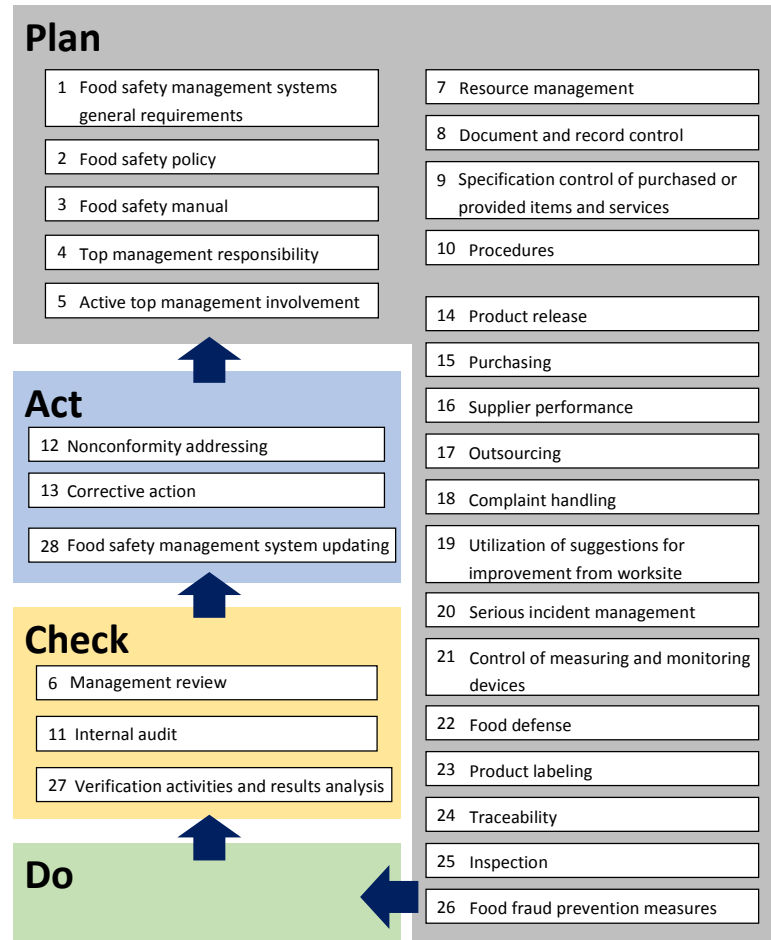 Plan
1 Food safety management systems
general requirements
2 Food safety policy
3 Food safety manual
4 Top management responsibility
5 Active top management involvement
7 Resource management
8 Document and record control
9 Specification control of purchased or
provided items and services
10 Procedures
14 Product release
15 Purchasing
16 Supplier performance
17 Outsourcing
18 Complaint handling
19 Utilization of suggestions for
improvement from worksite
20 Serious incident management
21 Control of measuring and monitoring
devices
22 Food defense
23 Product labeling
24 Traceability
25 Inspection
26 Food fraud prevention measures
Act
12 Nonconformity addressing
13 Corrective action
28 Food safety management system updating
Check
6 Management review
11 Internal audit
27 Verification activities and results analysis
Do